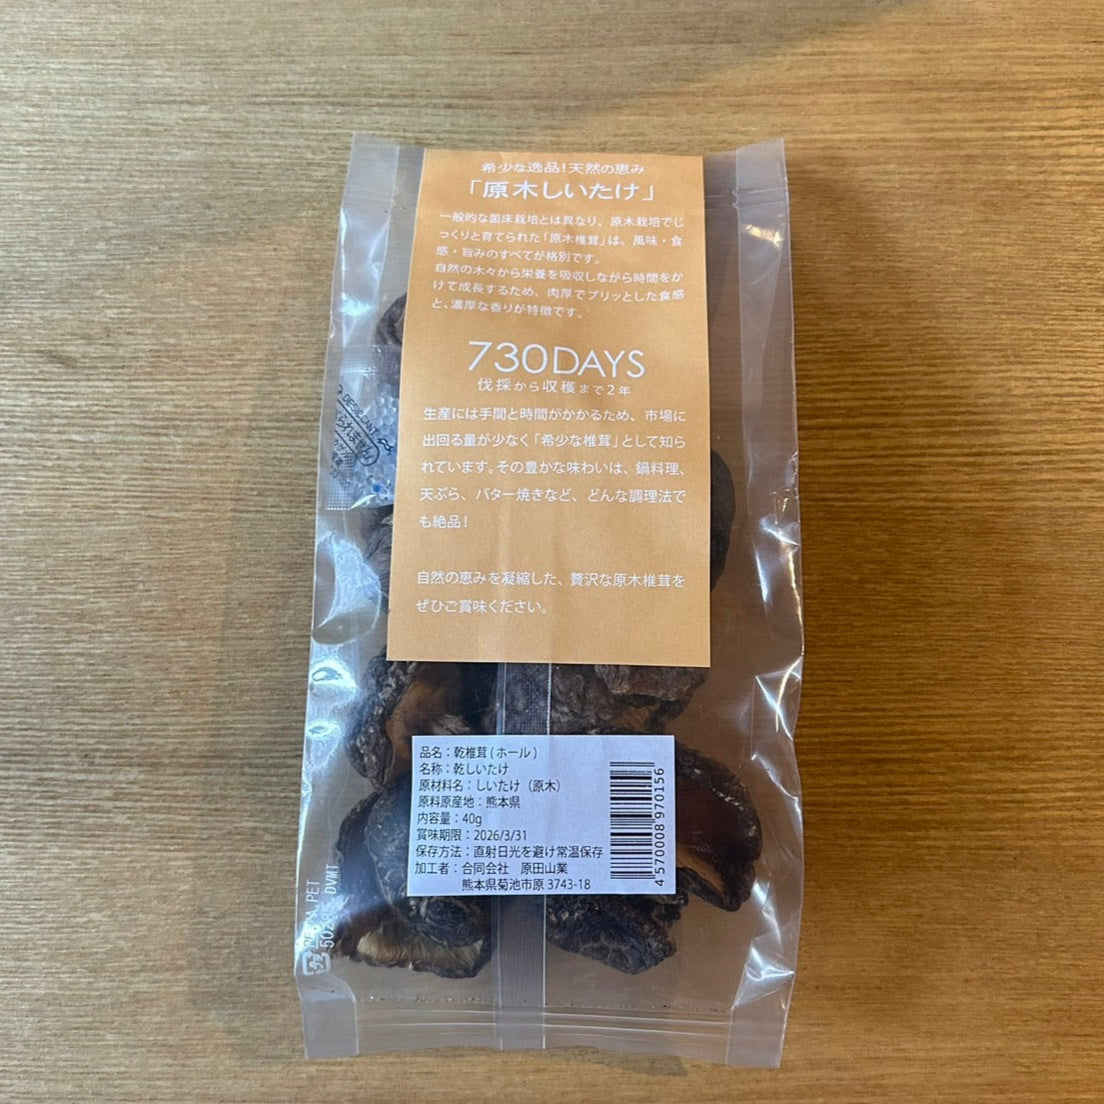 希少な逸品！天然の恵み
「原木しいたけ」
一般的な菌床栽培とは異なり、原木栽培でじ
っくりと育てられた「原木椎茸」は、風味・食
感・旨みのすべてが格別です。
自然の木々から栄養を吸収しながら時間をか
けて成長するため、肉厚でプリッとした食感
と、濃厚な香りが特徴です。
730DAYS
伐採から収穫まで2年
生産には手間と時間がかかるため、市場に
出回る量が少なく「希少な椎茸」として知ら
れています。その豊かな味わいは、鍋料理、
天ぷら、バター焼きなど、どんな調理法で
も絶品！
自然の恵みを凝縮した、贅沢な原木椎茸を
ぜひご賞味ください。
DESICCANT
べられません
品名：乾椎茸(ホール)
名称：乾しいたけ
原材料名：しいたけ（原木）
原料原産地：熊本県
内容量：40g
賞味期限：2026/3/31
保存方法：直射日光を避け常温保存
加工者：合同会社　原田山業
熊本県菊池市原 3743-18
4570008970156
PET
DVMT
プラ